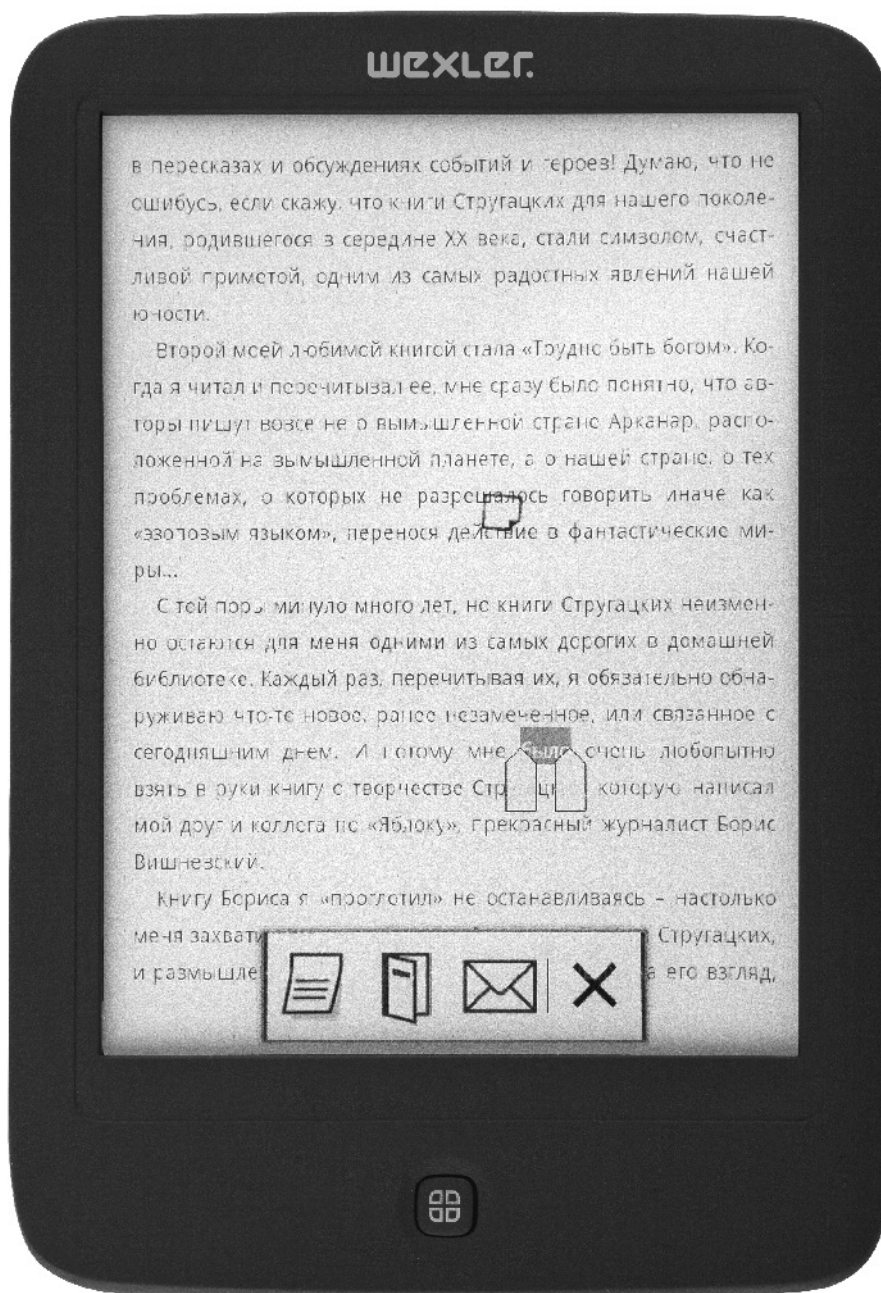 wexler.
в пересказах и обсуждениях событий и героев! Думаю, что не
ошибусь, если скажу, что книги Стругацких для нашего поколе-
ния, родившегося в середине XX века, стали символом, счаст-
ливой приметой, одним из самых радостных явлений нашей
юности.
Второй моей любимой книгой стала «Трудно быть богом». Ко-
гда я читал и перечитывал ее, мне сразу было понятно, что ав-
торы пишут вовсе не о вымышленной стране Арканар, распо-
ложенной на вымышленной планете, а о нашей стране, о тех
проблемах, о которых не разрешалось говорить иначе как
«эзоповым языком», перенося действие в фантастические ми-
ры...
С той поры минуло много лет, но книги Стругацких неизмен-
но остаются для меня одними из самых дорогих в домашней
библиотеке. Каждый раз, перечитывая их, я обязательно обна-
руживаю что-то новое, ранее незамеченное, или связанное с
сегодняшним днем. И потому мне было очень любопытно
взять в руки книгу о творчестве которую написал
мой друг и коллега по «Яблоку», прекрасный журналист Борис
Вишневский.
Книгу Бориса я «проглотил» не останавливаясь – настолько
меня Стругацких,
и его взгляд,